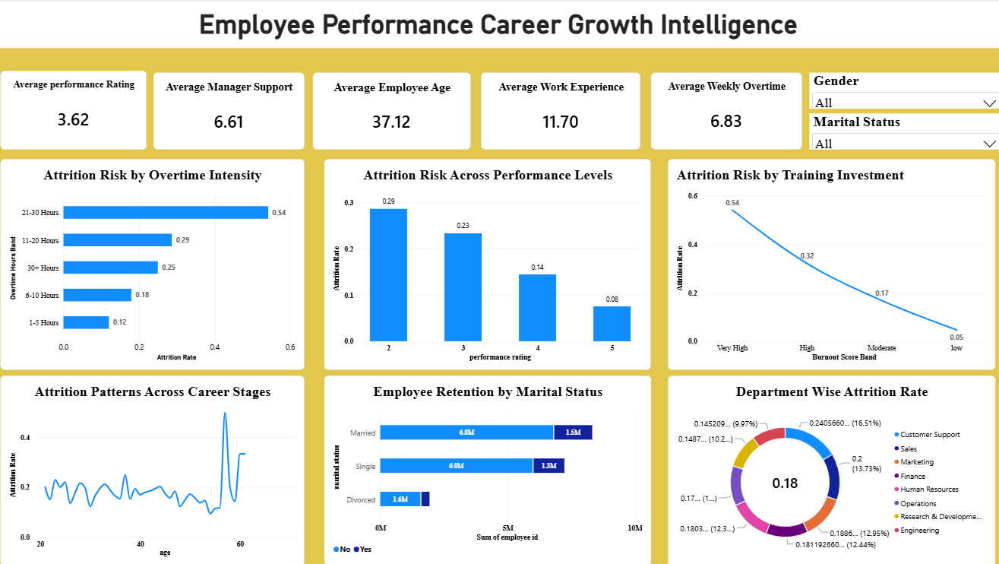 Employee Performance Career Growth Intelligence
Average performance Rating
3.62
Average Manager Support
6.61
Average Employee Age
37.12
Average Work Experience
11.70
Average Weekly Overtime
6.83
Gender
All
Marital Status
All
Attrition Risk by Overtime Intensity
Overtime Hours Band
21-30 Hours
0.54
11-20 Hours
0.29
30+ Hours
0.25
6-10 Hours
0.18
1-5 Hours
0.12
0.0 0.2 0.4 0.6
Attrition Rate
Attrition Risk Across Performance Levels
Attrition Rate
0.3
0.2
0.1
0.0
0.29
0.23
0.14
0.08
2 3 4 5
performance rating
Attrition Risk by Training Investment
Attrition Rate
0.6
0.4
0.2
0.0
0.54
0.32
0.17
0.05
Very High High Moderate low
Burnout Score Band
Attrition Patterns Across Career Stages
Attrition Rate
0.4
0.2
0.0
20 40 60
age
Employee Retention by Marital Status
marital status
Married
6.8M 1.5M
Single
6.0M 1.3M
Divorced
1.6M
0M 5M 10M
Sum of employee id
No Yes
Department Wise Attrition Rate
0.145209... (9.97%)
0.2405660... (16.51%)
0.1487... (10.2...)
0.2
(13.73%)
0.18
0.17... (1...)
0.1803... (12.3...)
0.1886... (12.95%)
0.181192660... (12.44%)
Customer Support
Sales
Marketing
Finance
Human Resources
Operations
Research & Developme...
Engineering